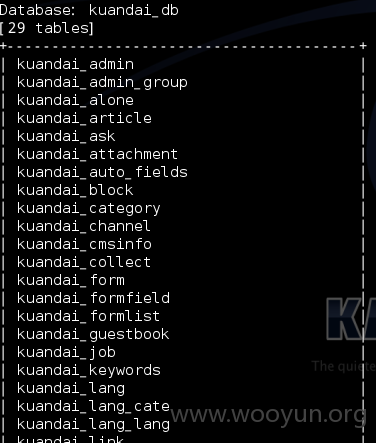 Database: kuandai_db
[29 tables]
+---------------------------------------+
| kuandai_admin |
| kuandai_admin_group |
| kuandai_alone |
| kuandai_article |
| kuandai_ask |
| kuandai_attachment |
| kuandai_auto_fields |
| kuandai_block |
| kuandai_category |
| kuandai_channel |
| kuandai_cmsinfo |
| kuandai_collect |
| kuandai_form |
| kuandai_formfield |
| kuandai_formlist |
| kuandai_guestbook |
| kuandai_job |
| kuandai_keywords |
| kuandai_lang |
| kuandai_lang_cate |
| kuandai_lang_lang |
| kuandai_link
KA
The quiete
www.wooyun.org